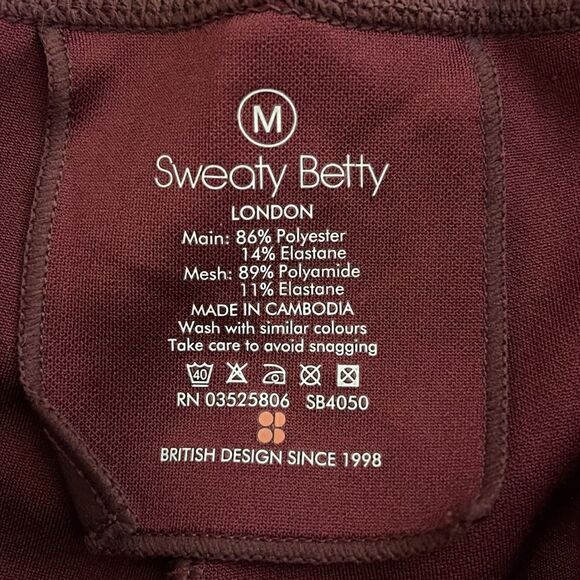 M
Sweaty Betty
LONDON
Main: 86% Polyester
14% Elastane
Mesh: 89% Polyamide
11% Elastane
MADE IN CAMBODIA
Wash with similar colours
Take care to avoid snagging
40
RN 03525806 SB4050
BRITISH DESIGN SINCE 1998